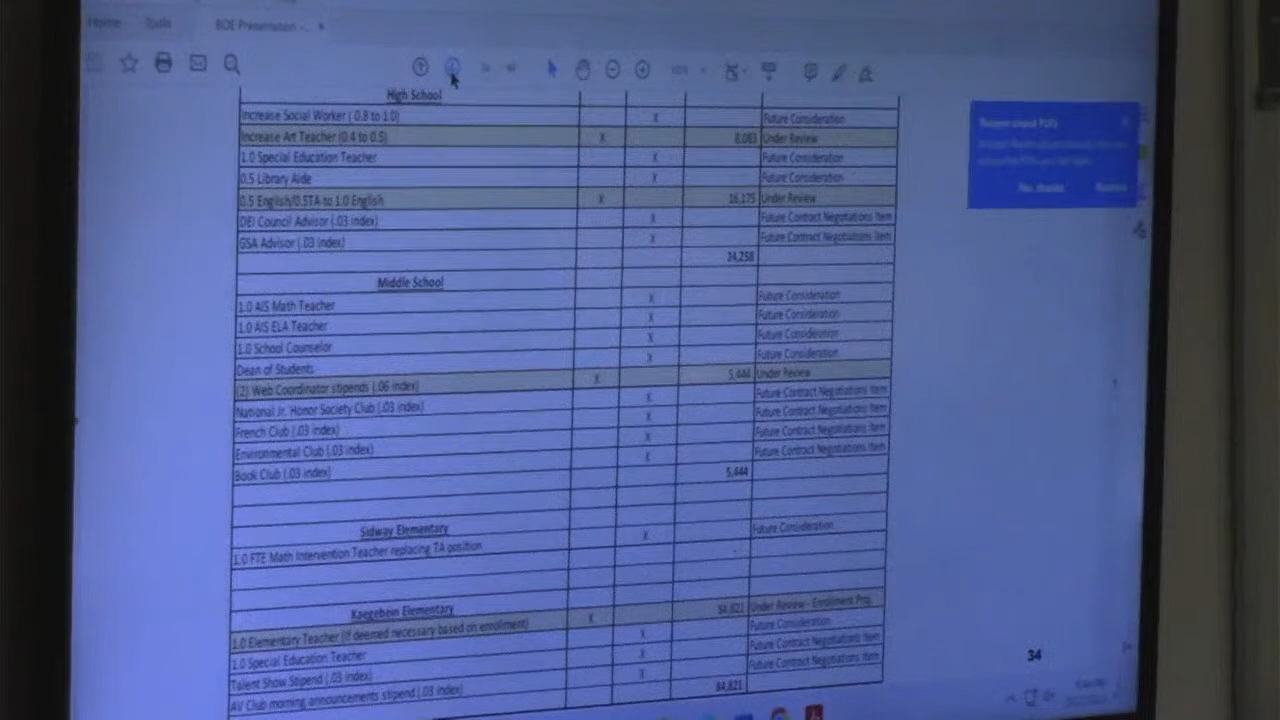 Home Tools BOE Presentation -...
High School
Increase Social Worker ( 0.8 to 1.0) X Future Consideration
Increase Art Teacher (0.4 to 0.5) X 8,083 Under Review
1.0 Special Education Teacher X Future Consideration
0.5 Library Aide X Future Consideration
0.5 English/0.5TA to 1.0 English X 16,175 Under Review
DEI Council Advisor (.03 index) X Future Contract Negotiations Item
GSA Advisor (.03 index) X Future Contract Negotiations Item
24,258
Middle School
1.0 AIS Math Teacher X Future Consideration
1.0 AIS ELA Teacher X Future Consideration
1.0 School Counselor X Future Consideration
Dean of Students X Future Consideration
(2) Web Coordinator stipends (.06 index) X 5,444 Under Review
National Jr. Honor Society Club (.03 index) X Future Contract Negotiations Item
French Club (.03 index) X Future Contract Negotiations Item
Environmental Club (.03 index) X Future Contract Negotiations Item
Book Club (.03 index) X Future Contract Negotiations Item
5,444
Sidway Elementary
1.0 FTE Math Intervention Teacher replacing TA position X Future Consideration
Kaegebein Elementary
1.0 Elementary Teacher (if deemed necessary based on enrollment) X 84,821 Under Review - Enrollment Proj.
1.0 Special Education Teacher X Future Consideration
Talent Show Stipend (.03 index) X Future Contract Negotiations Item
AV Club morning announcements stipend (.03 index) X Future Contract Negotiations Item
84,821
34